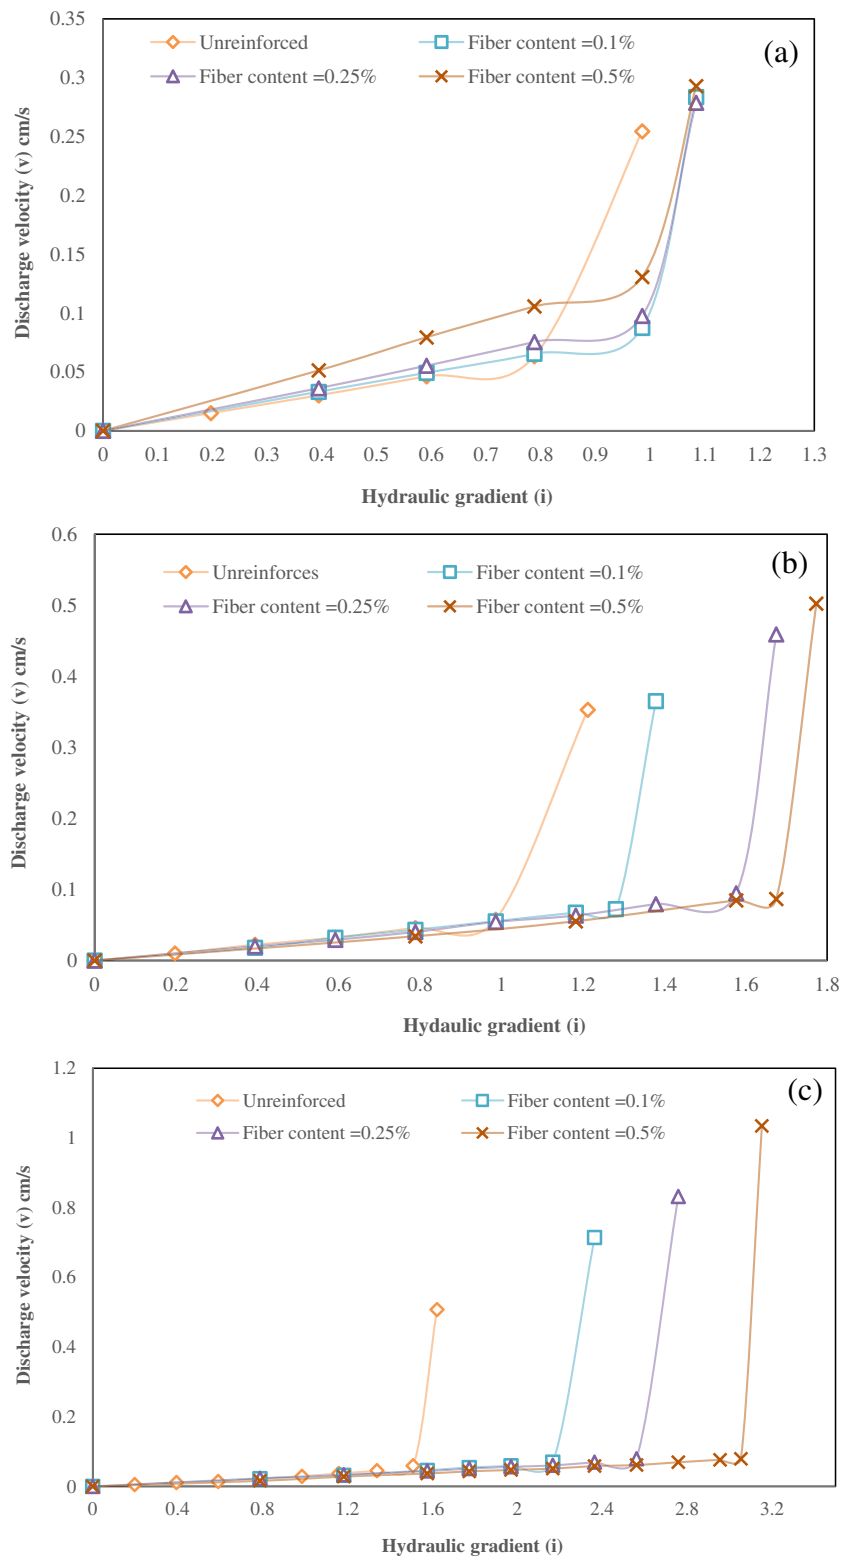 0.35
0.3
0.25
0.2
0.15
0.1
0.05
0
Discharge velocity (v) cm/s
Unreinforced
Fiber content =0.1%
Fiber content =0.25%
Fiber content =0.5%
(a)
0 0.1 0.2 0.3 0.4 0.5 0.6 0.7 0.8 0.9 1 1.1 1.2 1.3
Hydraulic gradient (i)
0.6
0.5
0.4
0.3
0.2
0.1
0
Discharge velocity (v) cm/s
Unreinforces
Fiber content =0.1%
Fiber content =0.25%
Fiber content =0.5%
(b)
0 0.2 0.4 0.6 0.8 1 1.2 1.4 1.6 1.8
Hydaulic gradient (i)
1.2
1
0.8
0.6
0.4
0.2
0
Discharge velocity (v) cm/s
Unreinforced
Fiber content =0.1%
Fiber content =0.25%
Fiber content =0.5%
(c)
0 0.4 0.8 1.2 1.6 2 2.4 2.8 3.2
Hydraulic gradient (i)